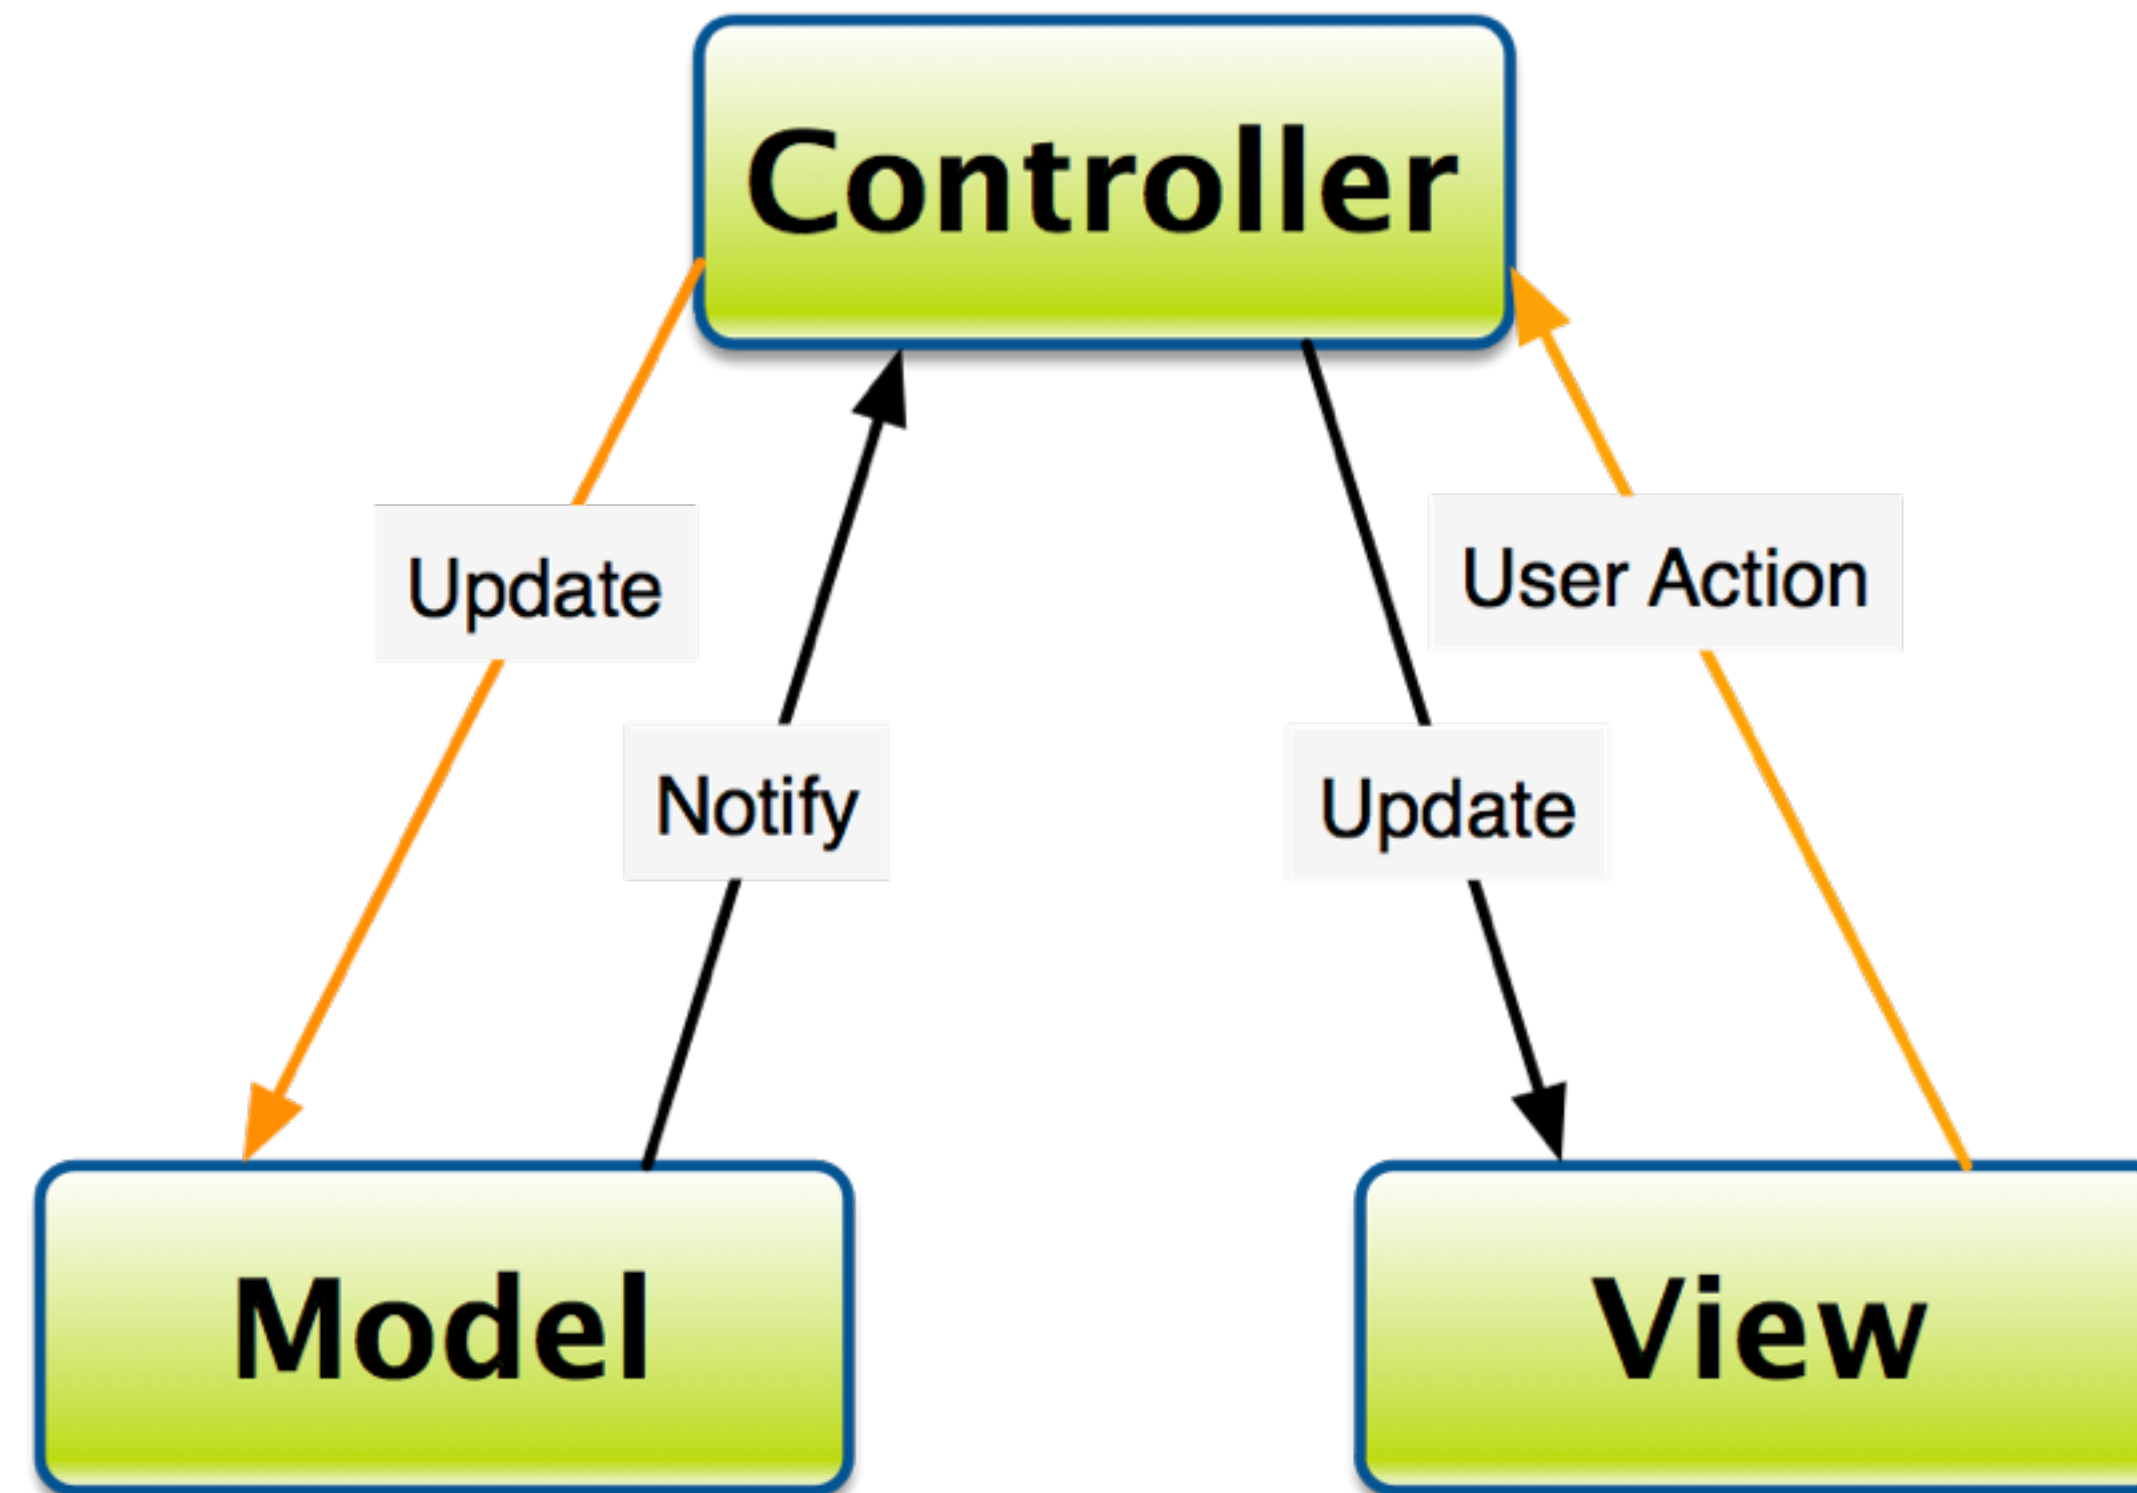 Controller
Update
User Action
Notify
Update
Model
View